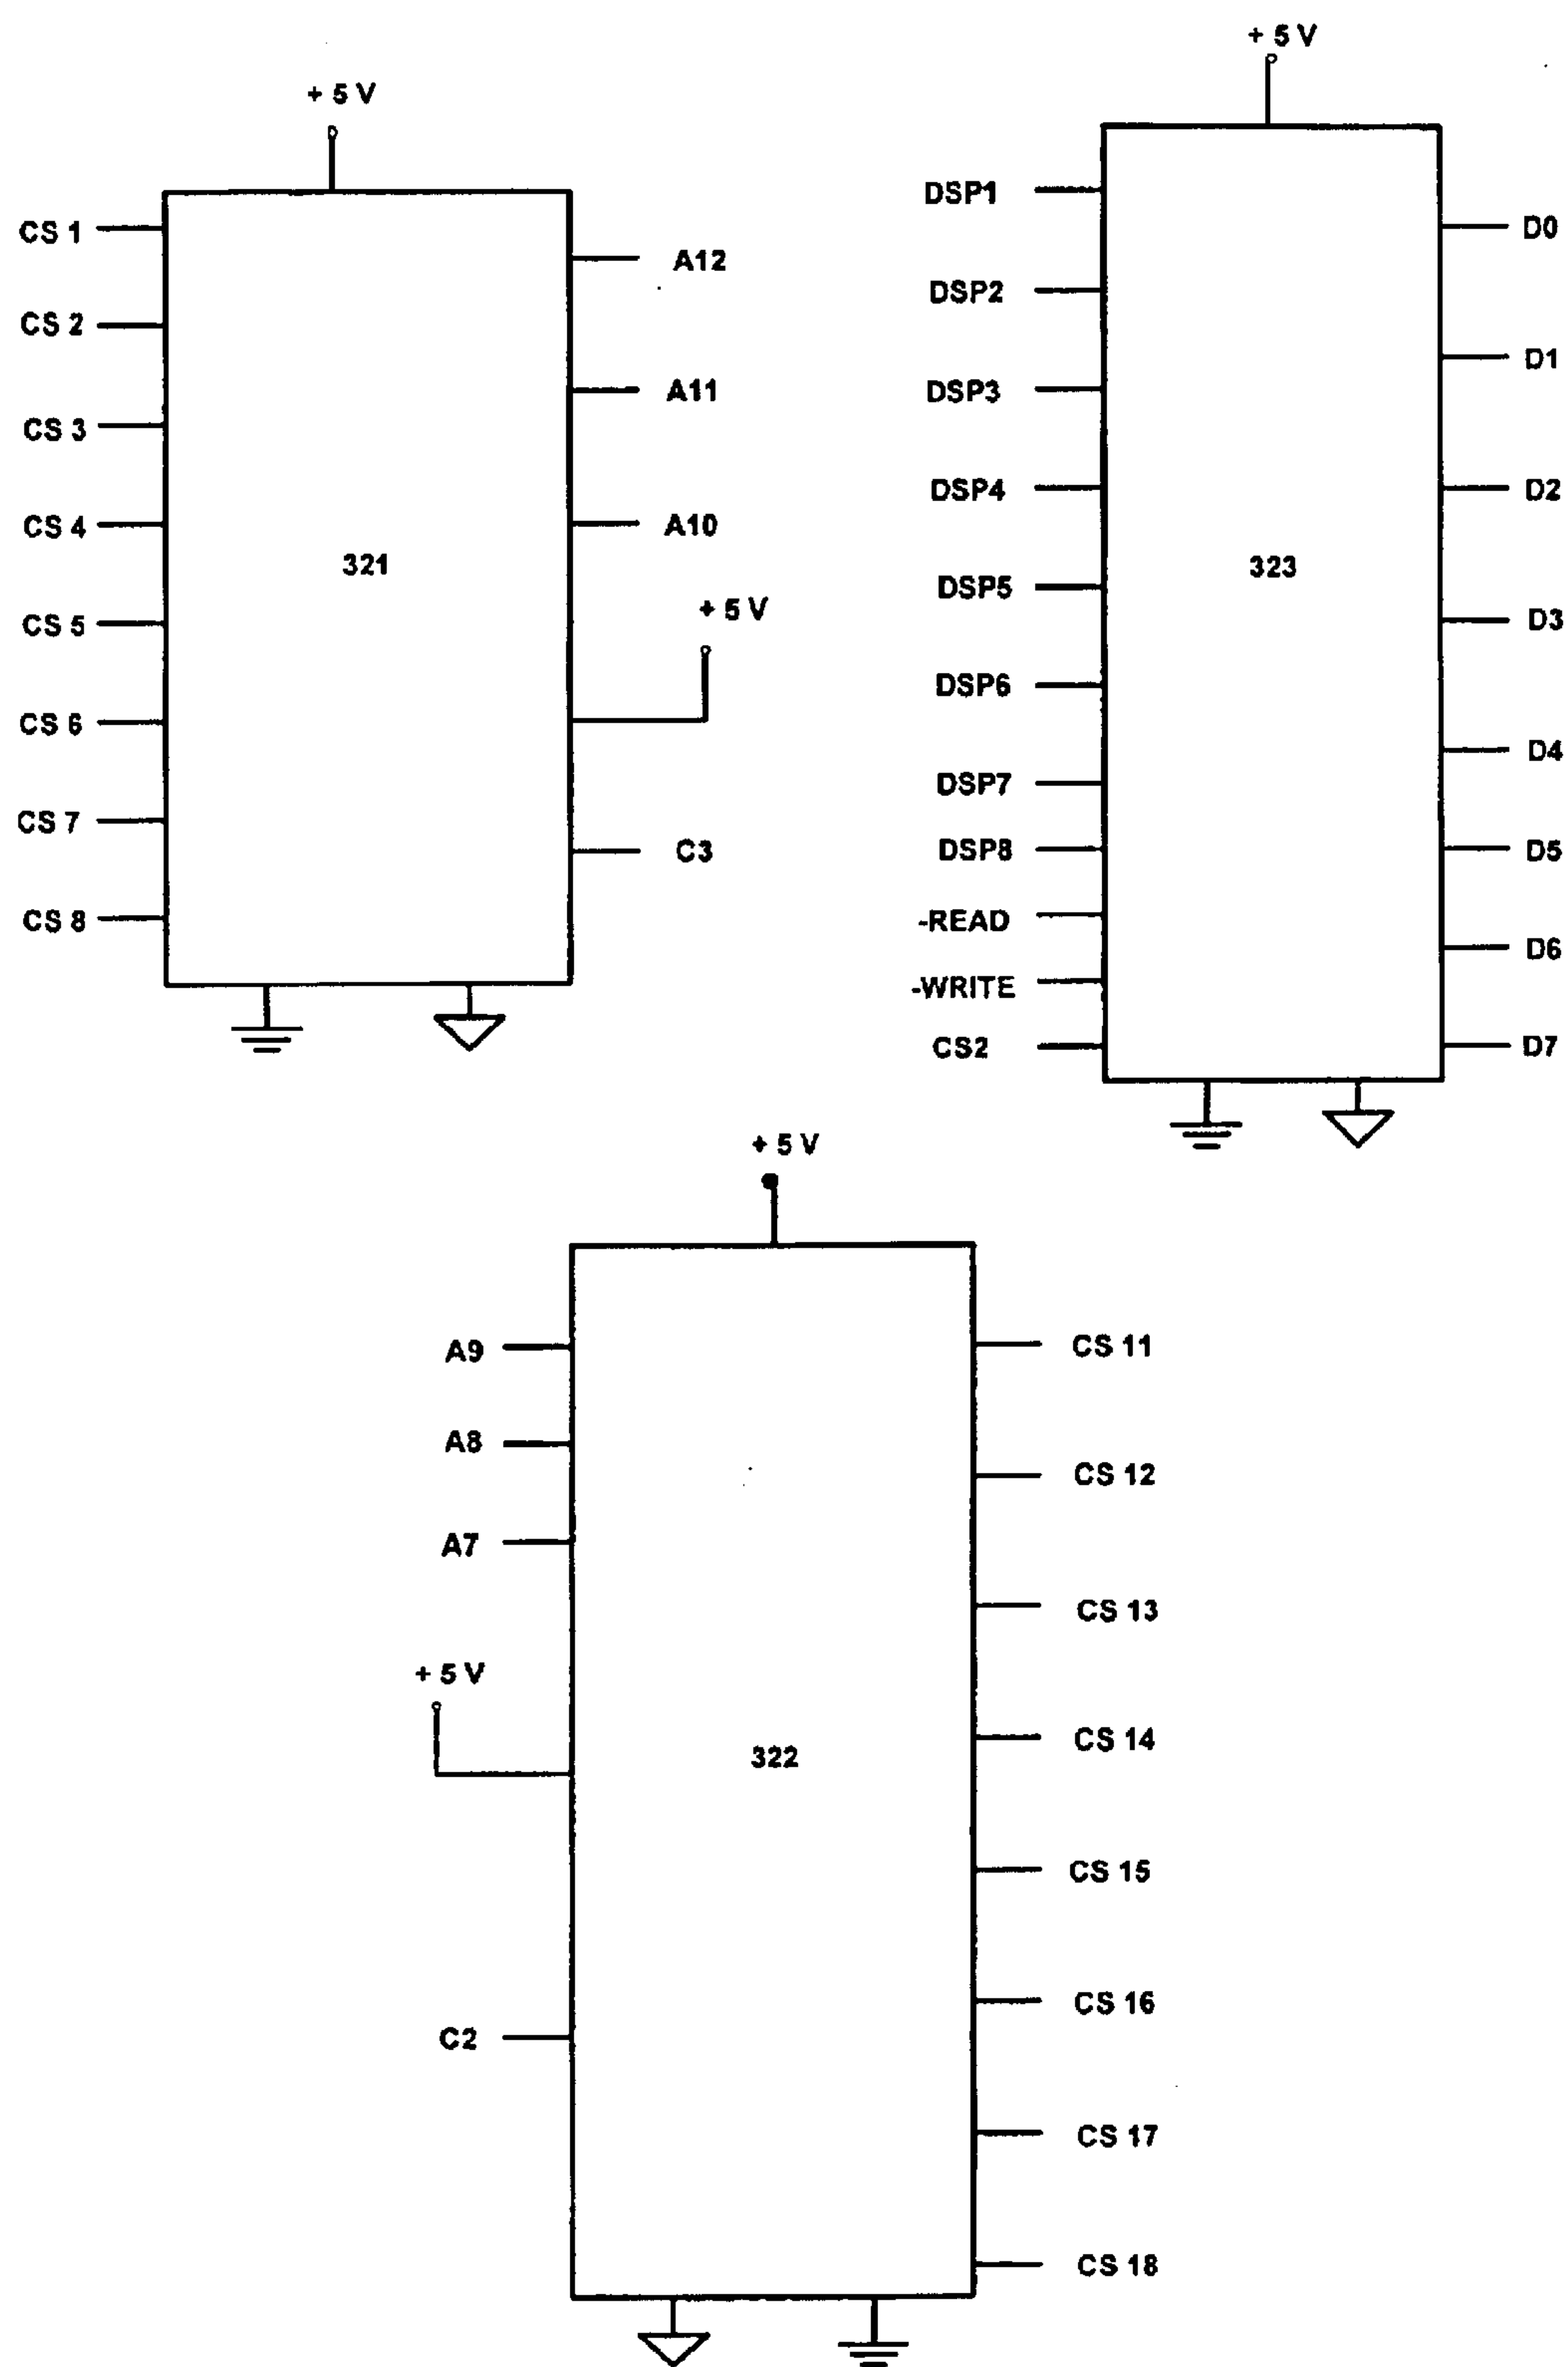 + 5 V
CS 1
CS 2
CS 3
CS 4
CS 5
CS 6
CS 7
CS 8
321
A12
A11
A10
+ 5 V
C3
+ 5 V
DSP1
DSP2
DSP3
DSP4
DSP5
DSP6
DSP7
DSP8
-READ
-WRITE
CS2
323
D0
D1
D2
D3
D4
D5
D6
D7
+ 5 V
A9
A8
A7
+ 5 V
C2
322
CS 11
CS 12
CS 13
CS 14
CS 15
CS 16
CS 17
CS 18